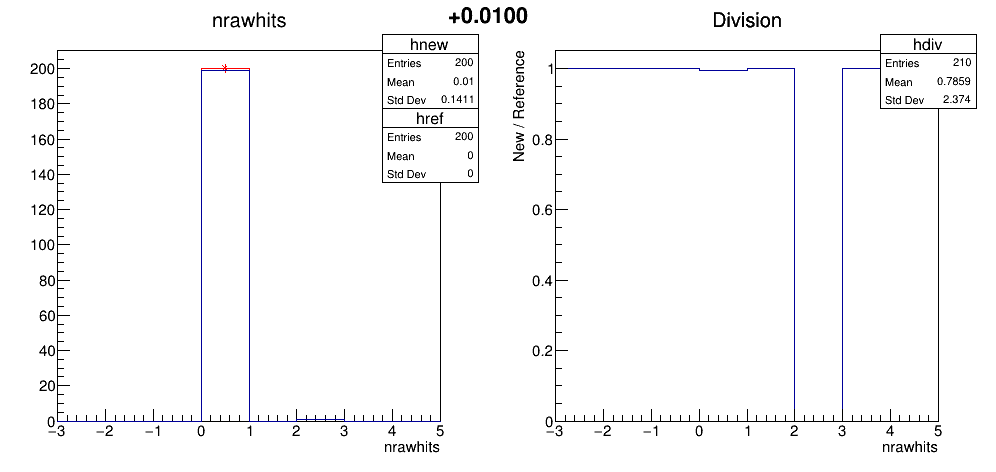 +0.0100
nrawhits
hnew
Entries 200
Mean 0.01
Std Dev 0.1411
href
Entries 200
Mean 0
Std Dev 0
200
180
160
140
120
100
80
60
40
20
0
−3 −2 −1 0 1 2 3 4 5
nrawhits
Division
hdiv
Entries 210
Mean 0.7859
Std Dev 2.374
New / Reference
1
0.8
0.6
0.4
0.2
0
−3 −2 −1 0 1 2 3 4 5
nrawhits